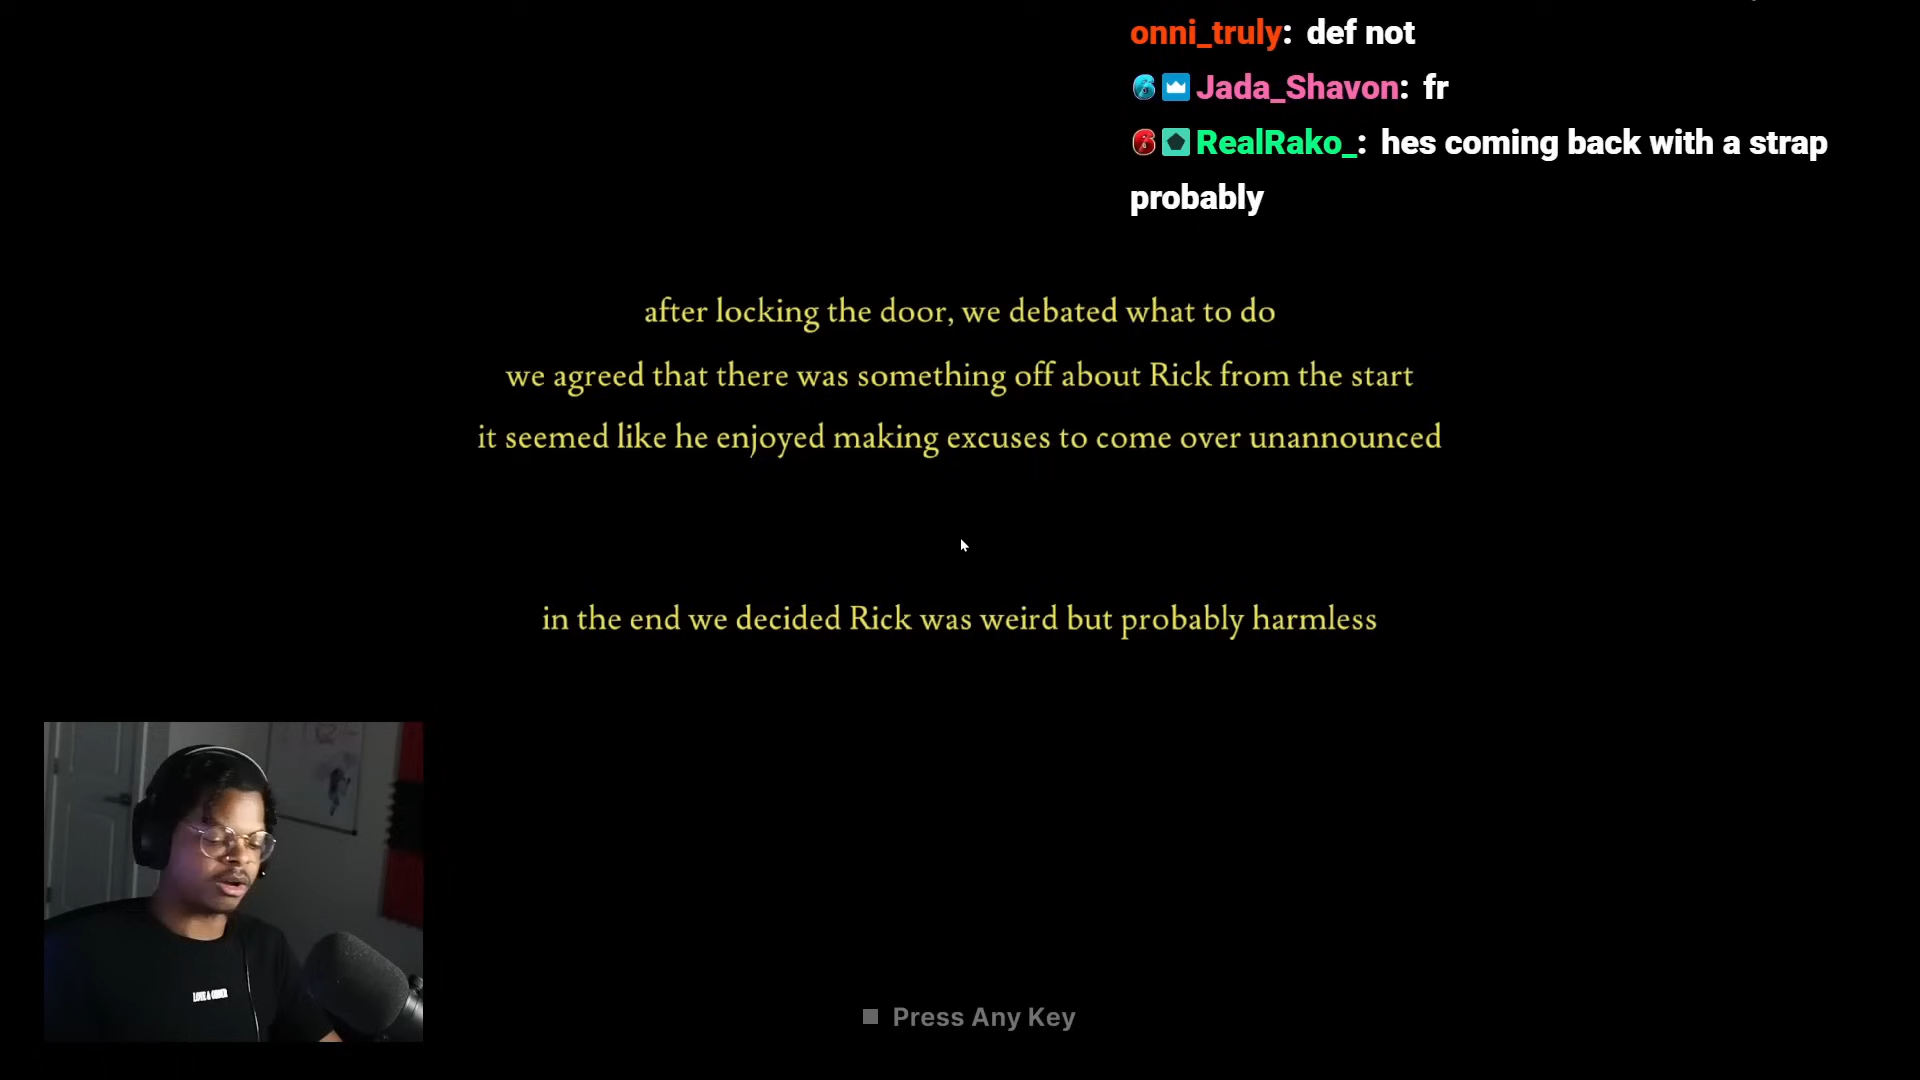 onni_truly: def not
Jada_Shavon: fr
RealRako_: hes coming back with a strap
probably
after locking the door, we debated what to do
we agreed that there was something off about Rick from the start
it seemed like he enjoyed making excuses to come over unannounced
in the end we decided Rick was weird but probably harmless
LOVE & ORDER
Press Any Key